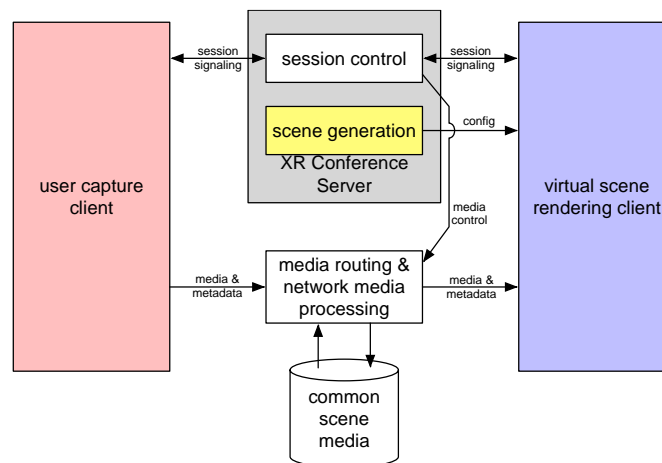 session
signaling
session control
session
signaling
scene generation
config
XR Conference
Server
user capture
client
virtual scene
rendering client
media
control
media &
metadata
media routing &
network media
processing
media &
metadata
common
scene
media